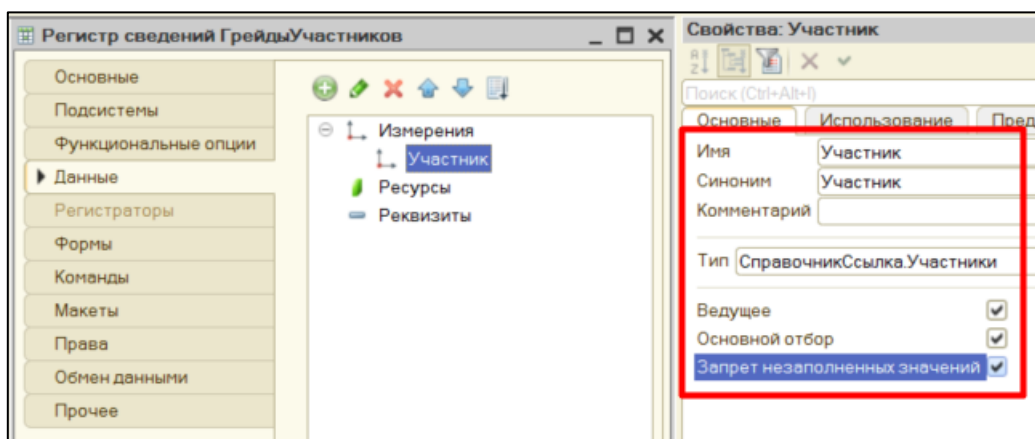 Регистр сведений ГрейдыУчастников
Основные
Подсистемы
Функциональные опции
Данные
Регистраторы
Формы
Команды
Макеты
Права
Обмен данными
Прочее
Измерения
Участник
Ресурсы
Реквизиты
Свойства: Участник
Поиск (Ctrl+Alt+I)
Основные Использование Пред
Имя Участник
Синоним Участник
Комментарий
Тип СправочникСсылка.Участники
Ведущее
Основной отбор
Запрет незаполненных значений